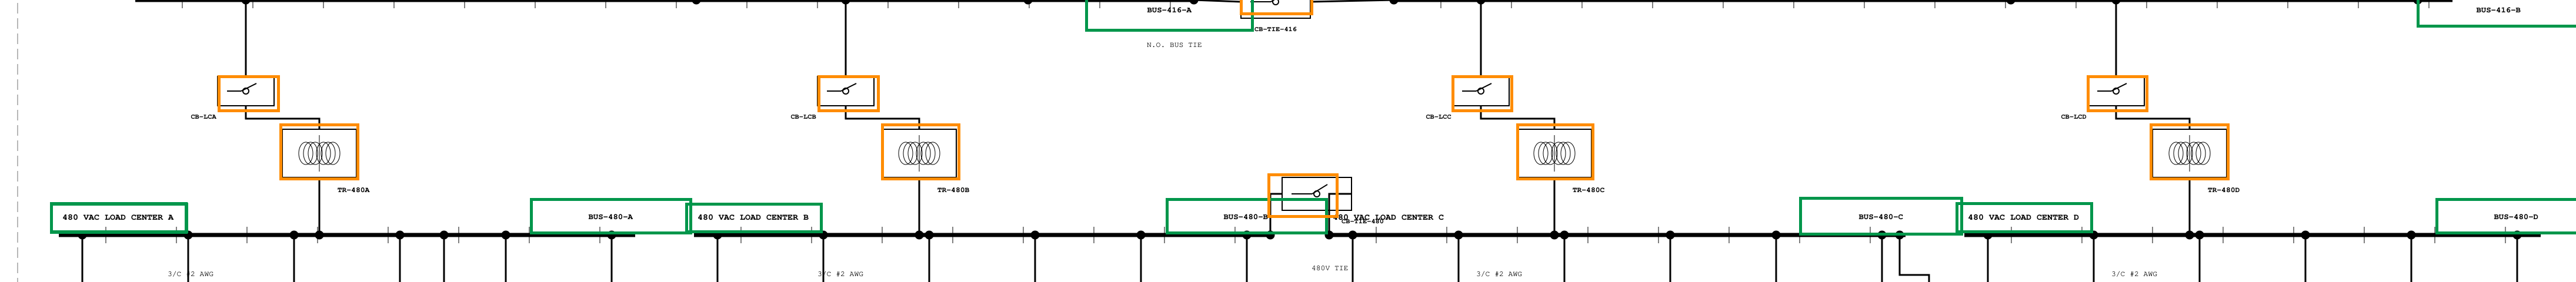 BUS-416-A
BUS-416-B
CB-TIE-416
N.O. BUS TIE
CB-LCA
CB-LCB
CB-LCC
CB-LCD
TR-480A
TR-480B
TR-480C
TR-480D
480 VAC LOAD CENTER A
BUS-480-A
480 VAC LOAD CENTER B
BUS-480-B
480 VAC LOAD CENTER C
CB-TIE-480
BUS-480-C
480 VAC LOAD CENTER D
BUS-480-D
3/C #2 AWG
3/C #2 AWG
480V TIE
3/C #2 AWG
3/C #2 AWG